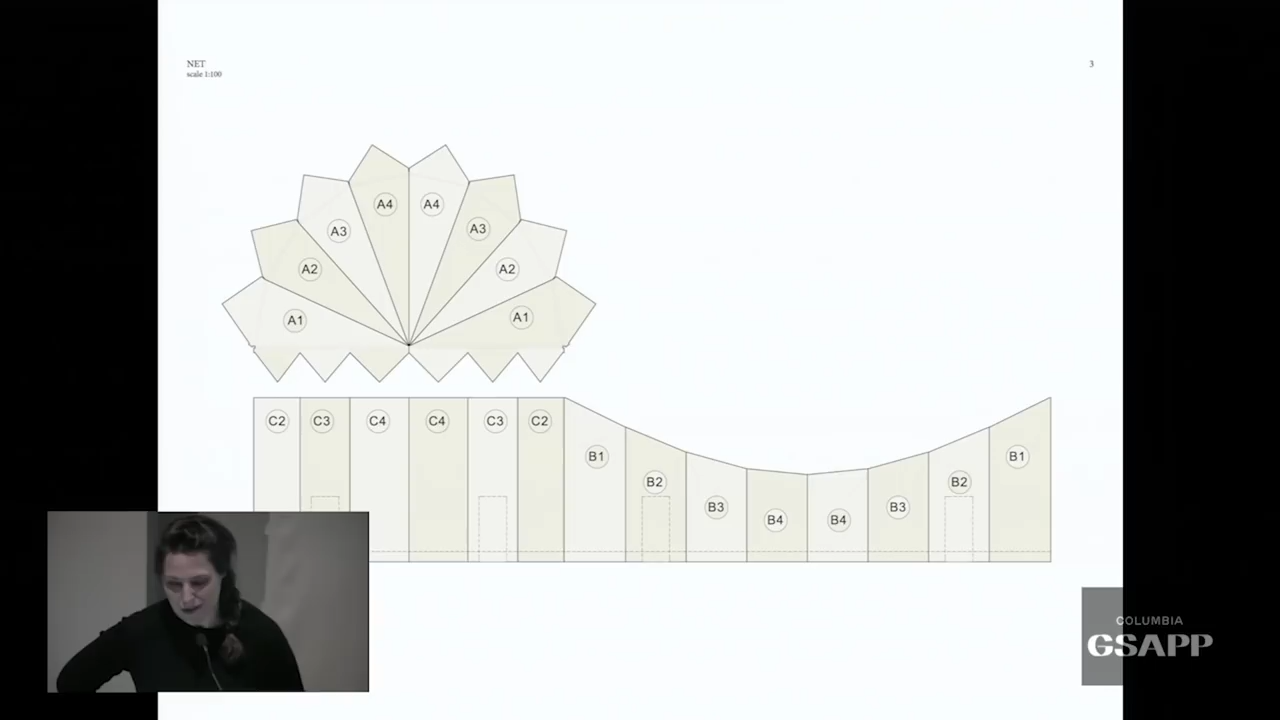 NET
scale 1:100
3
A4 A4
A3 A3
A2 A2
A1 A1
C2 C3 C4 C4 C3 C2
B1 B2 B3 B4 B4 B3 B2 B1
COLUMBIA
GSAPP